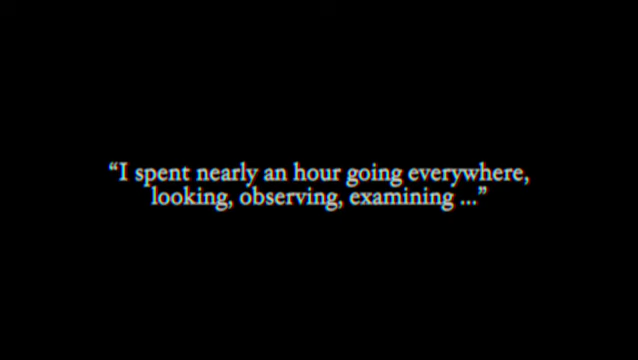 “I spent nearly an hour going everywhere,
looking, observing, examining ...”